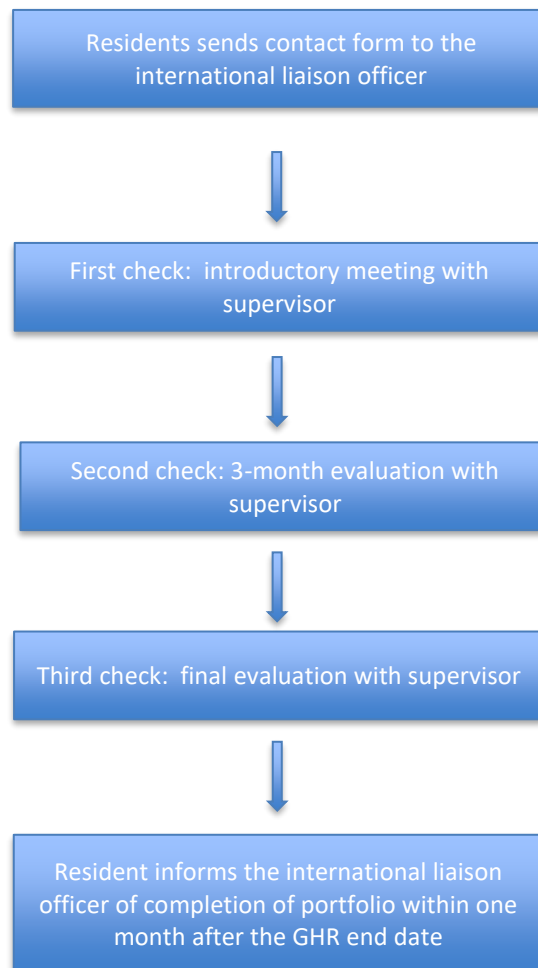 Residents sends contact form to the
international liaison officer
First check:  introductory meeting with
supervisor
Second check: 3-month evaluation with
supervisor
Third check:  final evaluation with supervisor
Resident informs the international liaison
officer of completion of portfolio within one
month after the GHR end date